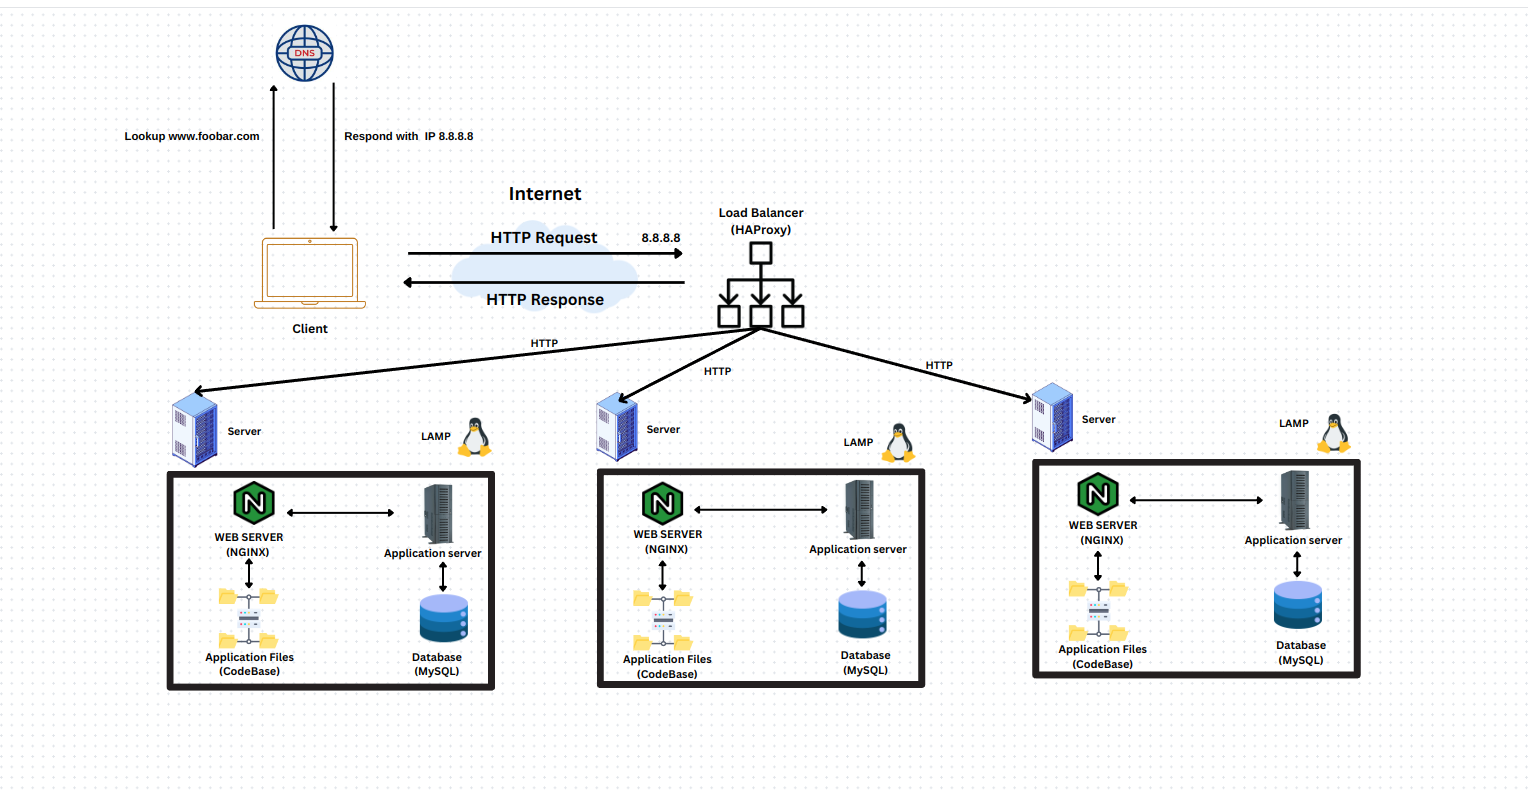 DNS
Lookup www.foobar.com
Respond with IP 8.8.8.8
Internet
HTTP Request
8.8.8.8
HTTP Response
Load Balancer
(HAProxy)
Client
HTTP
HTTP
HTTP
Server
LAMP
Server
LAMP
Server
LAMP
N
WEB SERVER
(NGINX)
Application server
Application Files
(CodeBase)
Database
(MySQL)
N
WEB SERVER
(NGINX)
Application server
Application Files
(CodeBase)
Database
(MySQL)
N
WEB SERVER
(NGINX)
Application server
Application Files
(CodeBase)
Database
(MySQL)